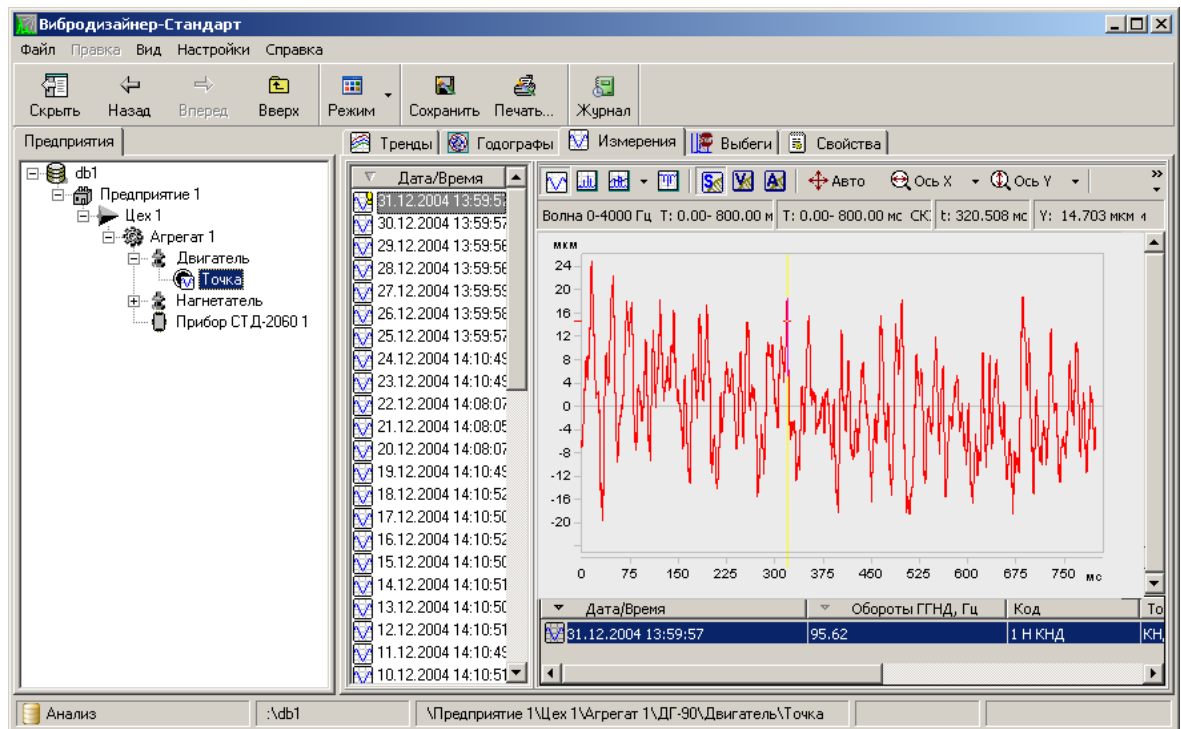 Вибродизайнер-Стандарт
Файл Правка Вид Настройки Справка
Скрыть Назад Вперед Вверх Режим Сохранить Печать... Журнал
Предприятия
Тренды Годографы Измерения Выбеги Свойства
db1
Предприятие 1
Цех 1
Агрегат 1
Двигатель
Точка
Нагнетатель
Прибор СТД-2060 1
Дата/Время
31.12.2004 13:59:57
30.12.2004 13:59:57
29.12.2004 13:59:56
28.12.2004 13:59:56
27.12.2004 13:59:59
26.12.2004 13:59:58
25.12.2004 13:59:57
24.12.2004 14:10:49
23.12.2004 14:10:49
22.12.2004 14:08:07
21.12.2004 14:08:05
20.12.2004 14:08:07
19.12.2004 14:10:49
18.12.2004 14:10:52
17.12.2004 14:10:50
16.12.2004 14:10:52
15.12.2004 14:10:50
14.12.2004 14:10:51
13.12.2004 14:10:50
12.12.2004 14:10:51
11.12.2004 14:10:49
10.12.2004 14:10:51
S V A Авто Ось X Ось Y »
Волна 0-4000 Гц T: 0.00- 800.00 м T: 0.00- 800.00 мс СК: t: 320.508 мс Y: 14.703 мкм
мкм
24
20
16
12
8
4
0
-4
-8
-12
-16
-20
0 75 150 225 300 375 450 525 600 675 750 мс
Дата/Время Обороты ГГНД, Гц Код То
31.12.2004 13:59:57 95.62 1 Н КНД КН,
Анализ :\db1 \Предприятие 1\Цех 1\Агрегат 1\ДГ-90\Двигатель\Точка